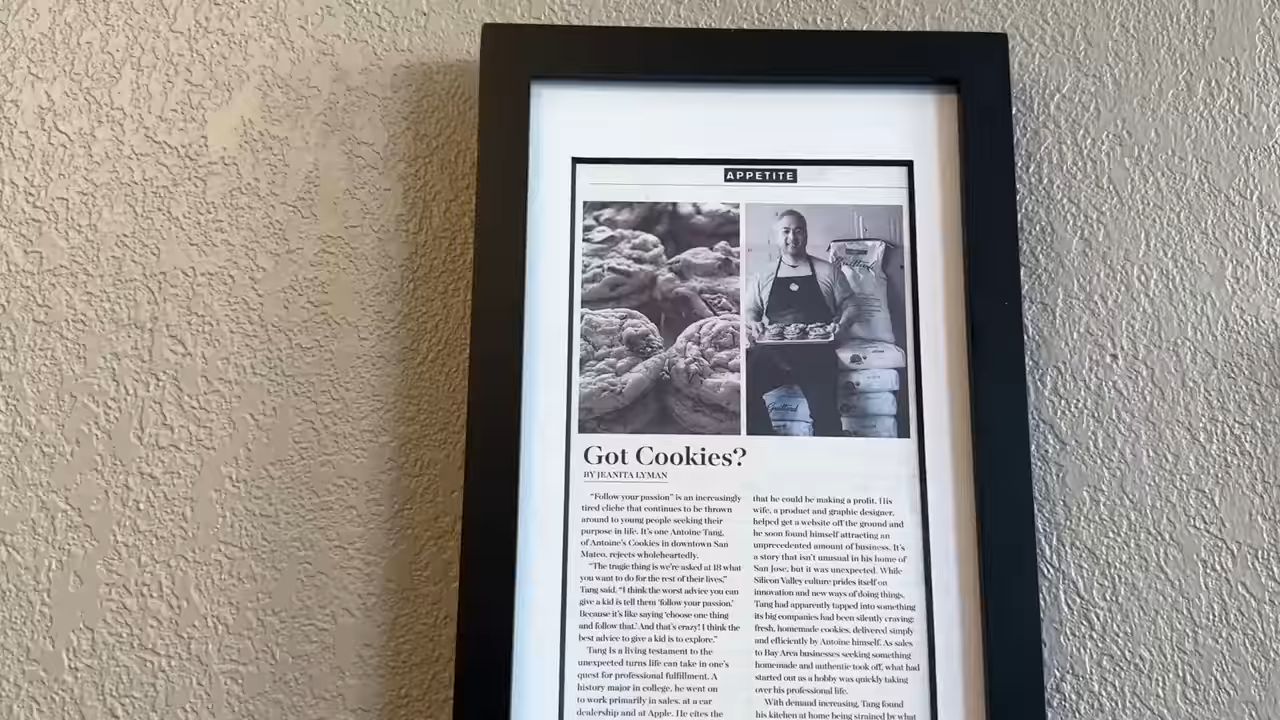 APPETITE
Guittard
Guittard
Got Cookies?
BY JEANITA LYMAN
“Follow your passion” is an increasingly
tired cliche that continues to be thrown
around to young people seeking their
purpose in life. It’s one Antoine Tang,
of Antoine’s Cookies in downtown San
Mateo, rejects wholeheartedly.
“The tragic thing is we’re asked at 18 what
you want to do for the rest of their lives,”
Tang said. “I think the worst advice you can
give a kid is tell them ‘follow your passion.’
Because it’s like saying ‘choose one thing
and follow that.’ And that’s crazy! I think the
best advice to give a kid is to explore.”
Tang is a living testament to the
unexpected turns life can take in one’s
quest for professional fulfillment. A
history major in college, he went on
to work primarily in sales, at a car
dealership and at Apple. He cites the
that he could be making a profit. His
wife, a product and graphic designer,
helped get a website off the ground and
he soon found himself attracting an
unprecedented amount of business. It’s
a story that isn’t unusual in his home of
San Jose, but it was unexpected. While
Silicon Valley culture prides itself on
innovation and new ways of doing things,
Tang had apparently tapped into something
its big companies had been silently craving:
fresh, homemade cookies, delivered simply
and efficiently by Antoine himself. As sales
to Bay Area businesses seeking something
homemade and authentic took off, what had
started out as a hobby was quickly taking
over his professional life.
With demand increasing, Tang found
his kitchen at home being strained by what